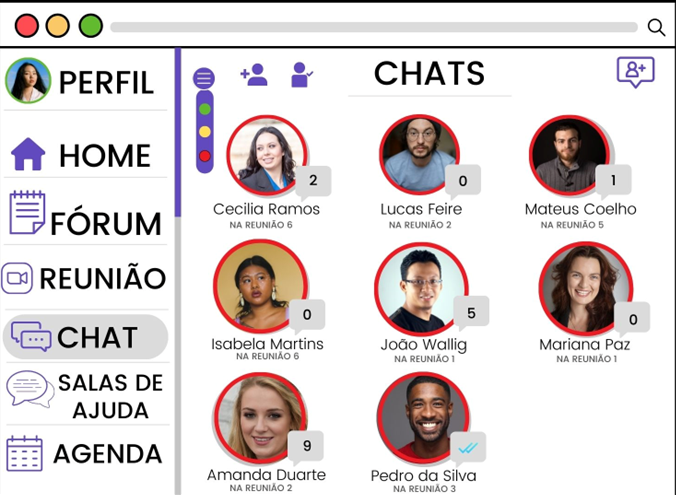 PERFIL
HOME
FÓRUM
REUNIÃO
CHAT
SALAS DE
AJUDA
AGENDA
CHATS
2
Cecilia Ramos
NA REUNIÃO 6
0
Lucas Feire
NA REUNIÃO 2
1
Mateus Coelho
NA REUNIÃO 5
0
Isabela Martins
NA REUNIÃO 6
5
João Wallig
NA REUNIÃO 1
0
Mariana Paz
NA REUNIÃO 1
9
Amanda Duarte
NA REUNIÃO 2
Pedro da Silva
NA REUNIÃO 3